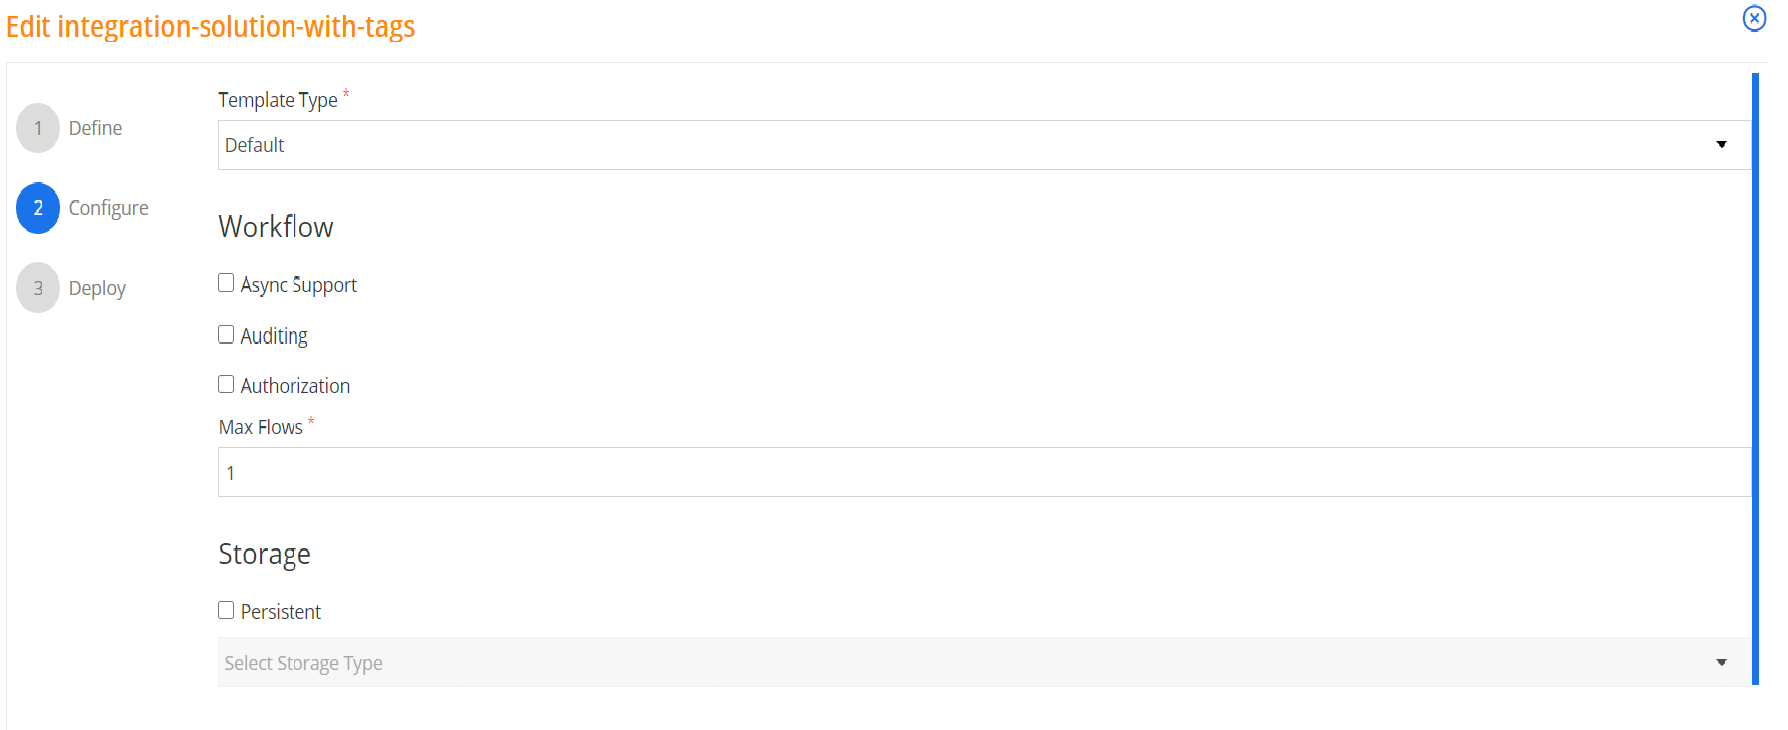 Edit integration-solution-with-tags
1 Define
2 Configure
3 Deploy
Template Type *
Default
Workflow
Async Support
Auditing
Authorization
Max Flows *
1
Storage
Persistent
Select Storage Type